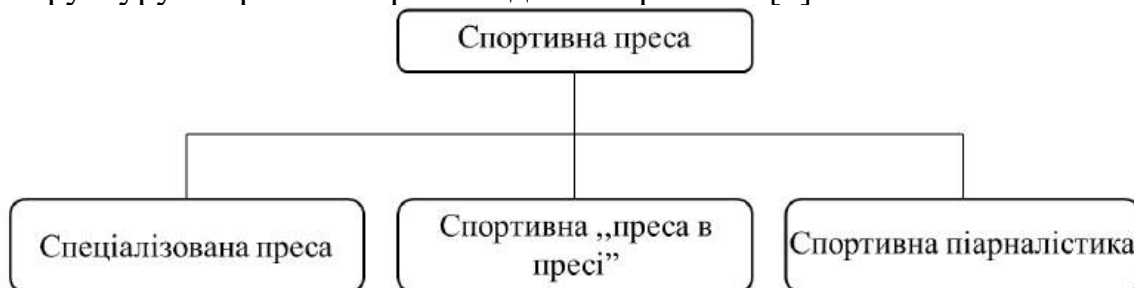 Спортивна преса
Спеціалізована преса
Спортивна ,,преса в
пресі”
Спортивна піарналістика